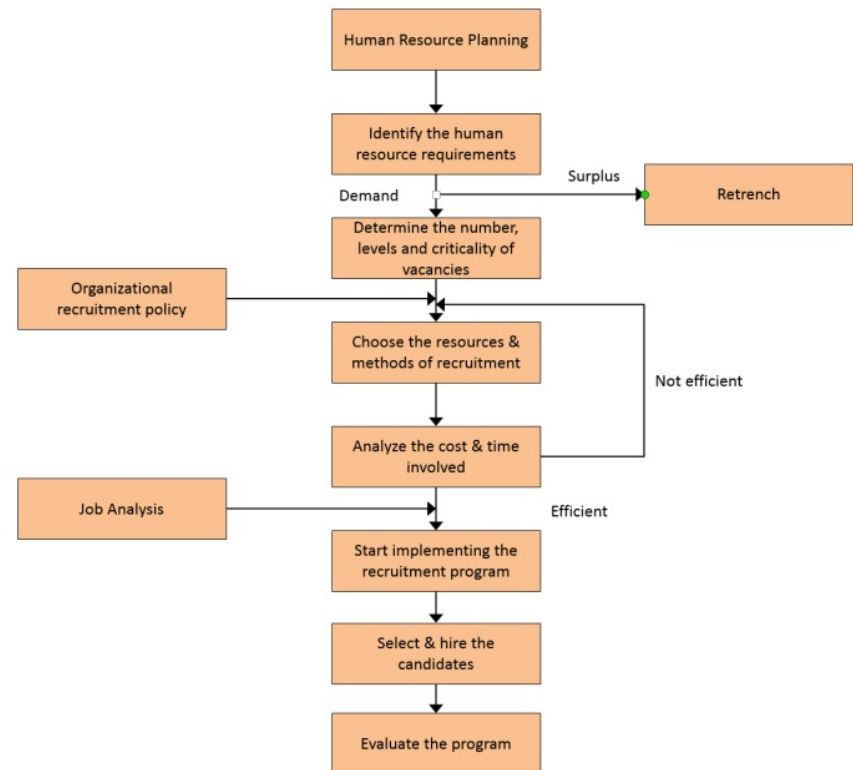 Human Resource Planning
Identify the human
resource requirements
Surplus
Demand
Retrench
Determine the number,
levels and criticality of
vacancies
Organizational
recruitment policy
Choose the resources &
methods of recruitment
Not efficient
Analyze the cost & time
involved
Job Analysis
Efficient
Start implementing the
recruitment program
Select & hire the
candidates
Evaluate the program